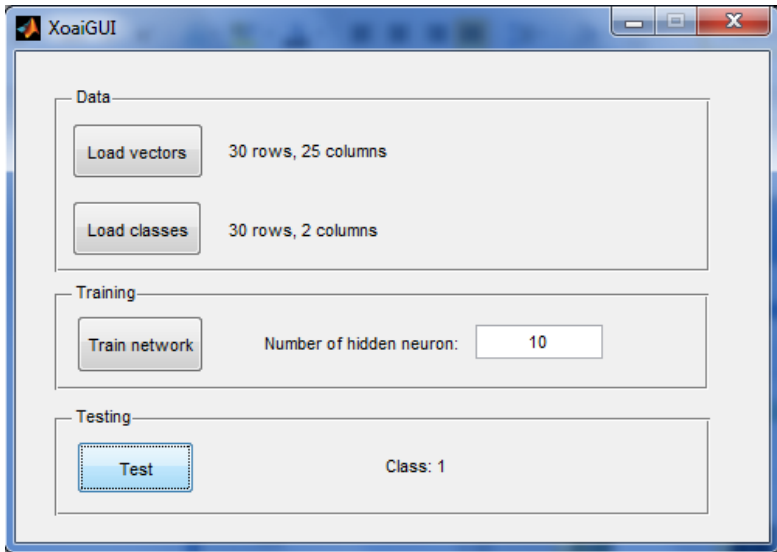 XoaiGUI
Data
Load vectors 30 rows, 25 columns
Load classes 30 rows, 2 columns
Training
Train network Number of hidden neuron: 10
Testing
Test Class: 1